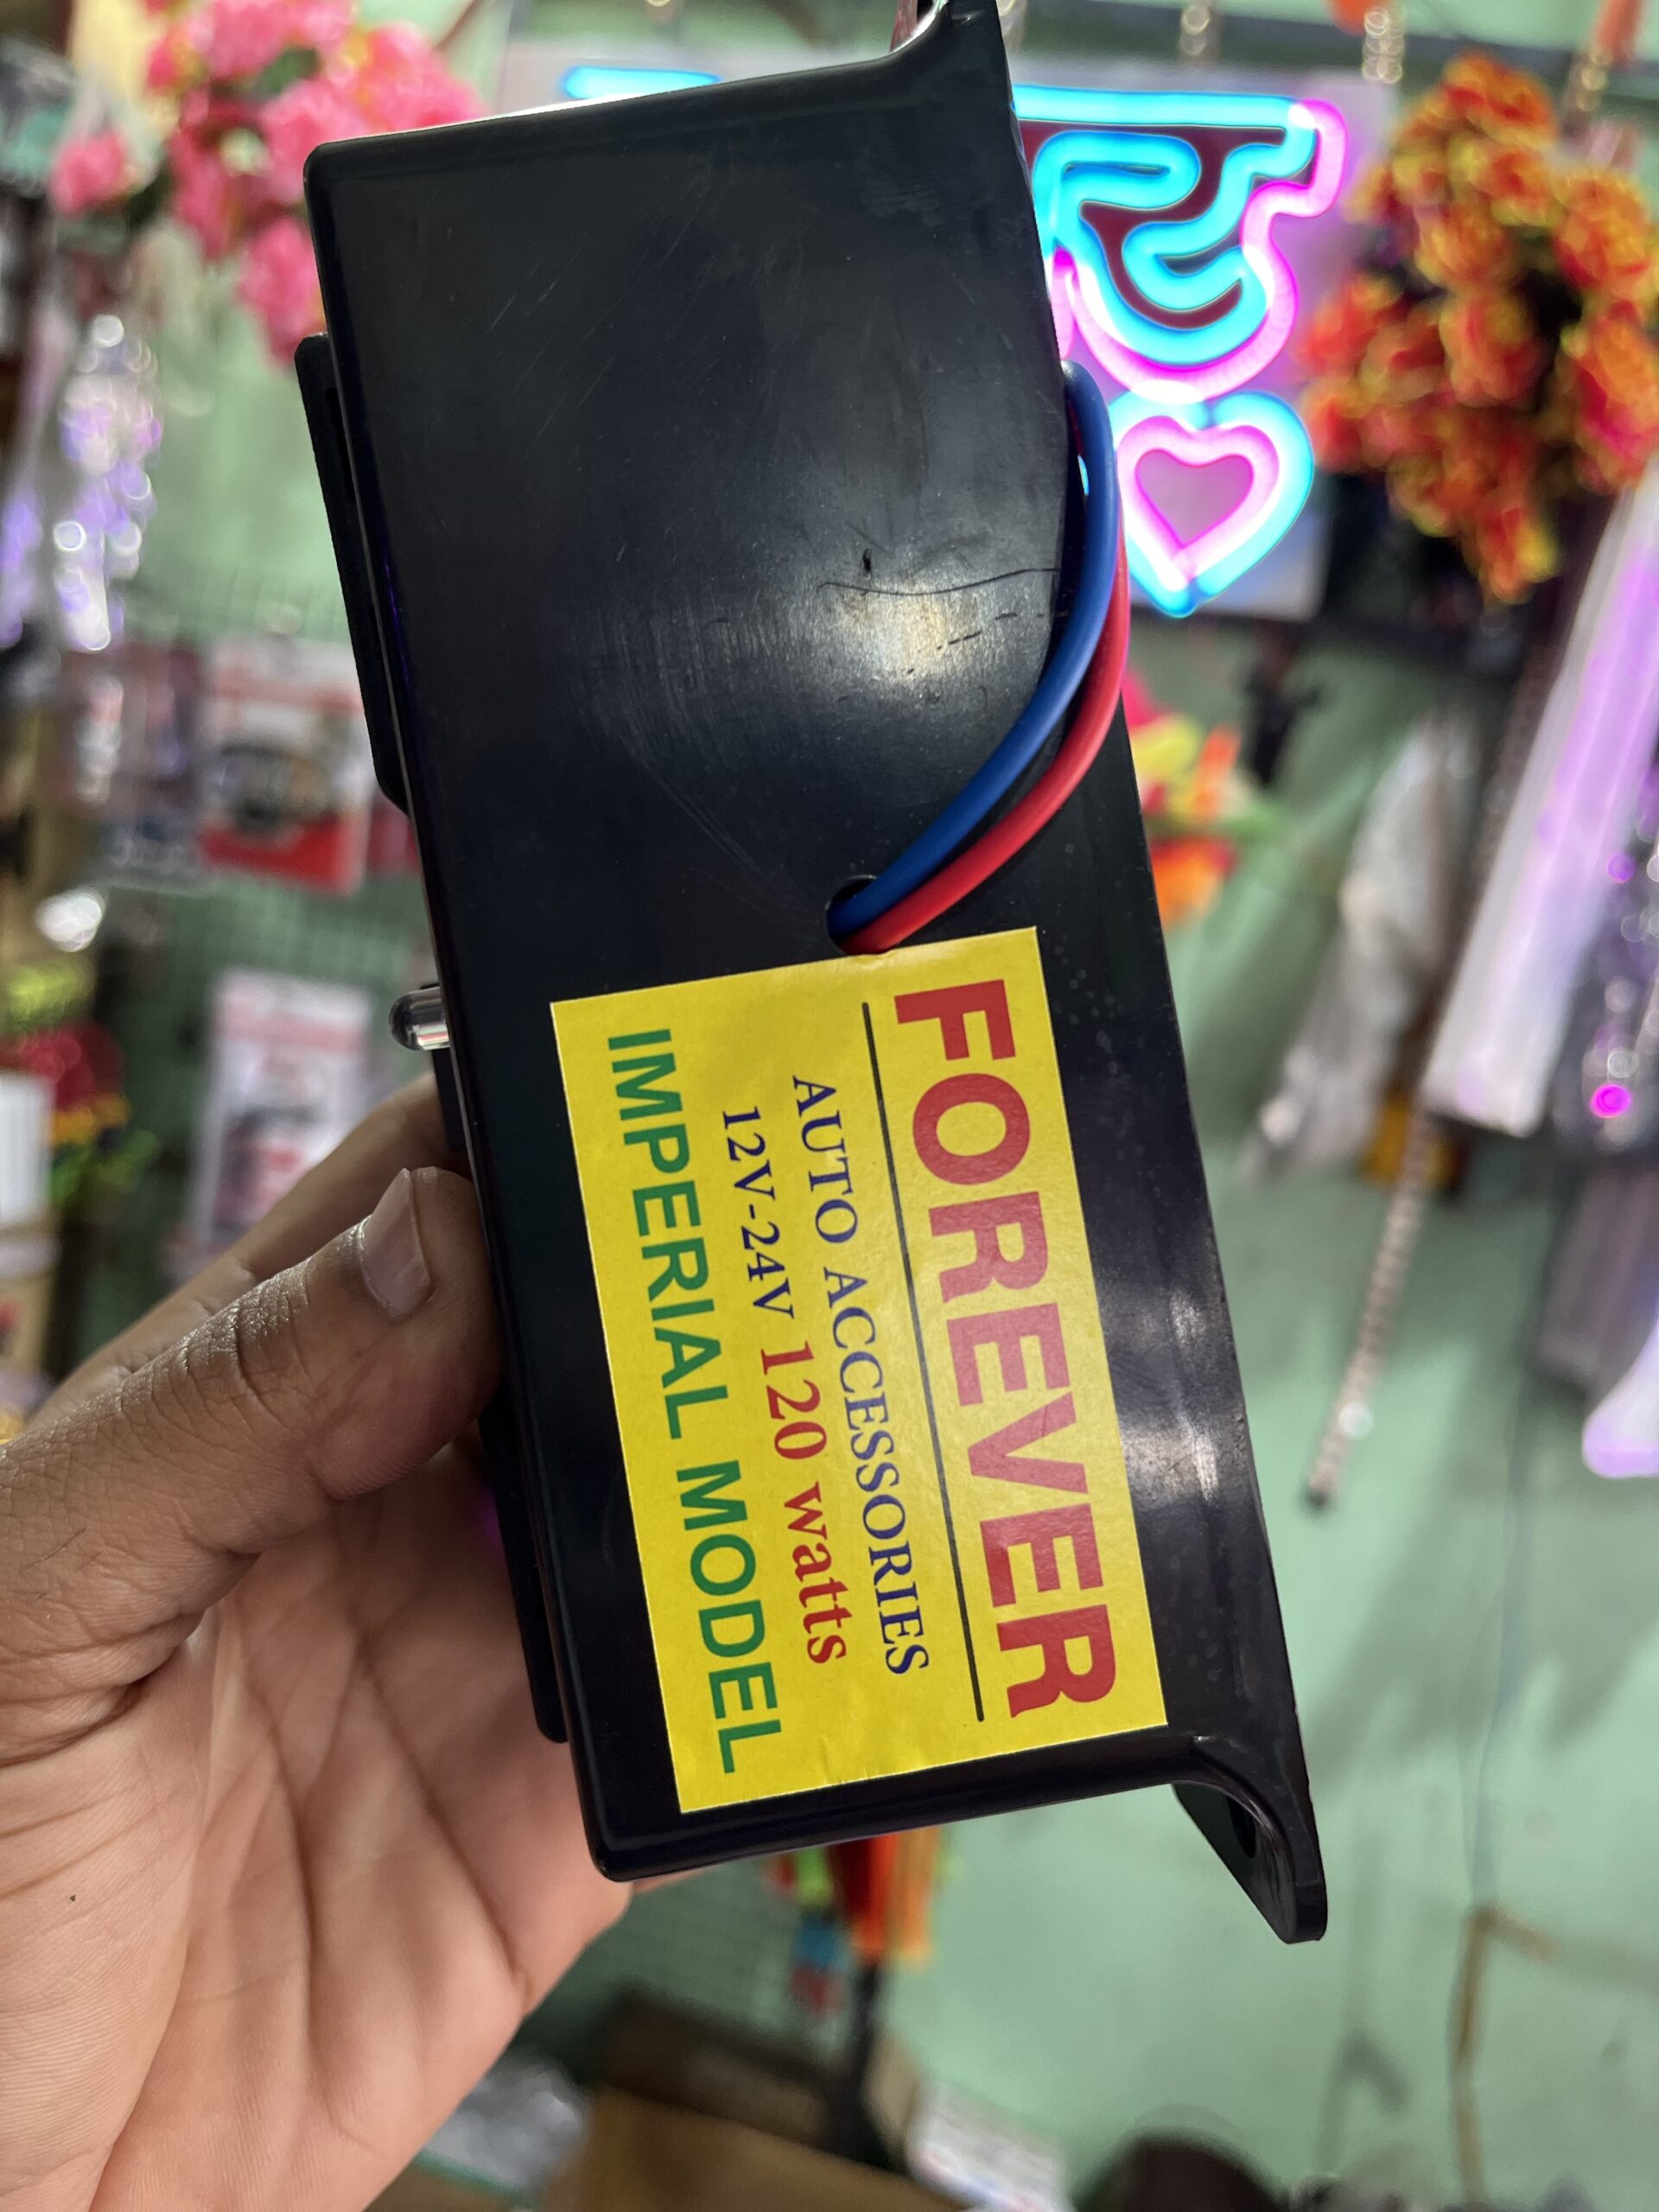 FOREVER
AUTO ACCESSORIES
12V-24V 120 watts
IMPERIAL MODEL